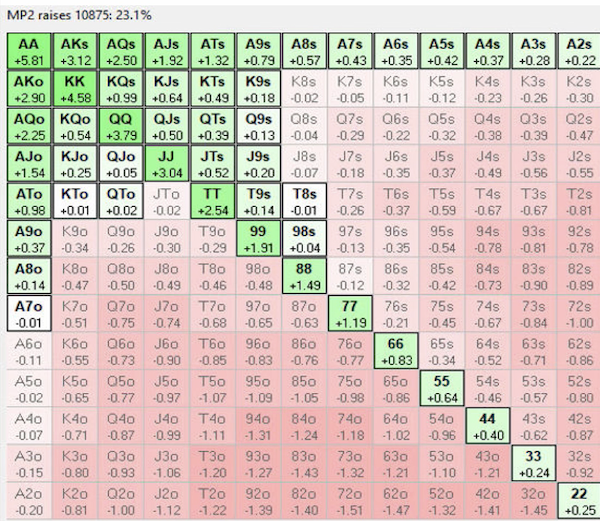 MP2 raises 10875: 23.1%
AA AKs AQs AJs ATs A9s A8s A7s A6s A5s A4s A3s A2s
+5.81 +3.12 +2.50 +1.92 +1.32 +0.79 +0.57 +0.43 +0.35 +0.42 +0.37 +0.28 +0.22
AKo KK KQs KJs KTs K9s K8s K7s K6s K5s K4s K3s K2s
+2.90 +4.58 +0.99 +0.64 +0.49 +0.18 -0.02 -0.05 -0.11 -0.12 -0.23 -0.26 -0.30
AQo KQo QQ QJs QTs Q9s Q8s Q7s Q6s Q5s Q4s Q3s Q2s
+2.25 +0.54 +3.79 +0.50 +0.39 +0.13 -0.04 -0.29 -0.22 -0.32 -0.38 -0.39 -0.47
AJo KJo QJo JJ JTs J9s J8s J7s J6s J5s J4s J3s J2s
+1.54 +0.25 +0.05 +3.04 +0.52 +0.20 -0.07 -0.18 -0.35 -0.37 -0.49 -0.56 -0.55
ATo KTo QTo JTo TT T9s T8s T7s T6s T5s T4s T3s T2s
+0.98 +0.01 +0.02 -0.02 +2.54 +0.14 -0.01 -0.26 -0.37 -0.59 -0.67 -0.67 -0.81
A9o K9o Q9o J9o T9o 99 98s 97s 96s 95s 94s 93s 92s
+0.37 -0.34 -0.26 -0.30 -0.29 +1.91 +0.04 -0.13 -0.35 -0.54 -0.78 -0.81 -0.78
A8o K8o Q8o J8o T8o 98o 88 87s 86s 85s 84s 83s 82s
+0.14 -0.47 -0.50 -0.49 -0.46 -0.48 +1.49 -0.12 -0.32 -0.42 -0.73 -0.90 -0.89
A7o K7o Q7o J7o T7o 97o 87o 77 76s 75s 74s 73s 72s
-0.01 -0.51 -0.75 -0.74 -0.68 -0.65 -0.63 +1.19 -0.21 -0.45 -0.67 -0.84 -1.00
A6o K6o Q6o J6o T6o 96o 86o 76o 66 65s 64s 63s 62s
-0.11 -0.55 -0.73 -0.90 -0.85 -0.83 -0.76 -0.77 +0.83 -0.34 -0.52 -0.71 -0.86
A5o K5o Q5o J5o T5o 95o 85o 75o 65o 55 54s 53s 52s
-0.02 -0.65 -0.77 -0.97 -1.07 -1.09 -1.05 -0.98 -0.86 +0.64 -0.46 -0.57 -0.80
A4o K4o Q4o J4o T4o 94o 84o 74o 64o 54o 44 43s 42s
-0.07 -0.71 -0.87 -0.99 -1.11 -1.31 -1.24 -1.18 -1.02 -0.96 +0.40 -0.62 -0.87
A3o K3o Q3o J3o T3o 93o 83o 73o 63o 53o 43o 33 32s
-0.15 -0.80 -0.93 -1.06 -1.20 -1.27 -1.43 -1.32 -1.21 -1.10 -1.21 +0.24 -0.92
A2o K2o Q2o J2o T2o 92o 82o 72o 62o 52o 42o 32o 22
-0.20 -0.81 -1.00 -1.12 -1.22 -1.39 -1.40 -1.51 -1.47 -1.32 -1.41 -1.45 +0.25